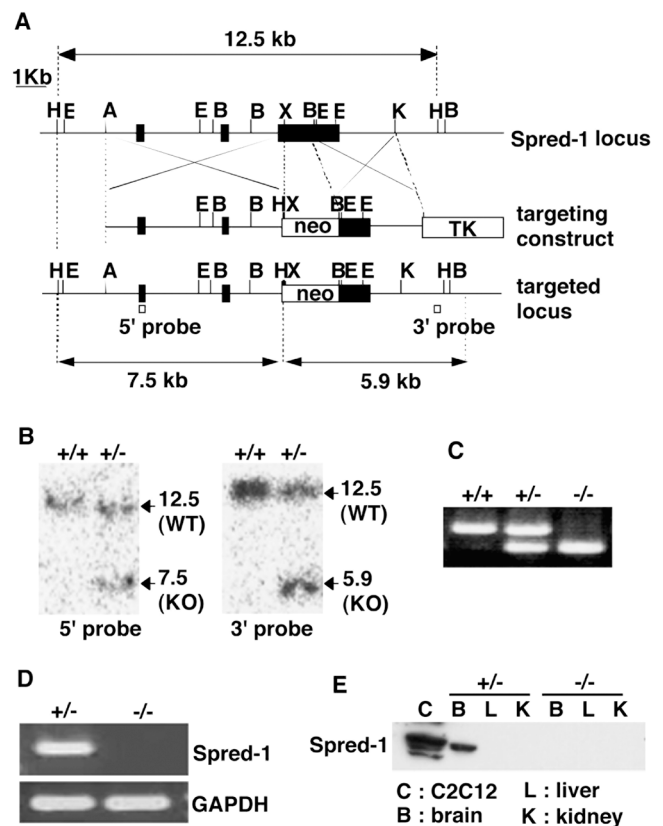 A
12.5 kb
1Kb
H E A E B B X B E E K H B
Spred-1 locus
E B B H X B E E
neo
TK
targeting
construct
H E A E B B H X B E E K H B
neo
targeted
locus
5' probe
3' probe
7.5 kb
5.9 kb
B
+/+ +/-
12.5
(WT)
7.5
(KO)
5' probe
+/+ +/-
12.5
(WT)
5.9
(KO)
3' probe
C
+/+ +/- -/-
D
+/- -/-
Spred-1
GAPDH
E
+/- -/-
C B L K B L K
Spred-1
C : C2C12 L : liver
B : brain K : kidney